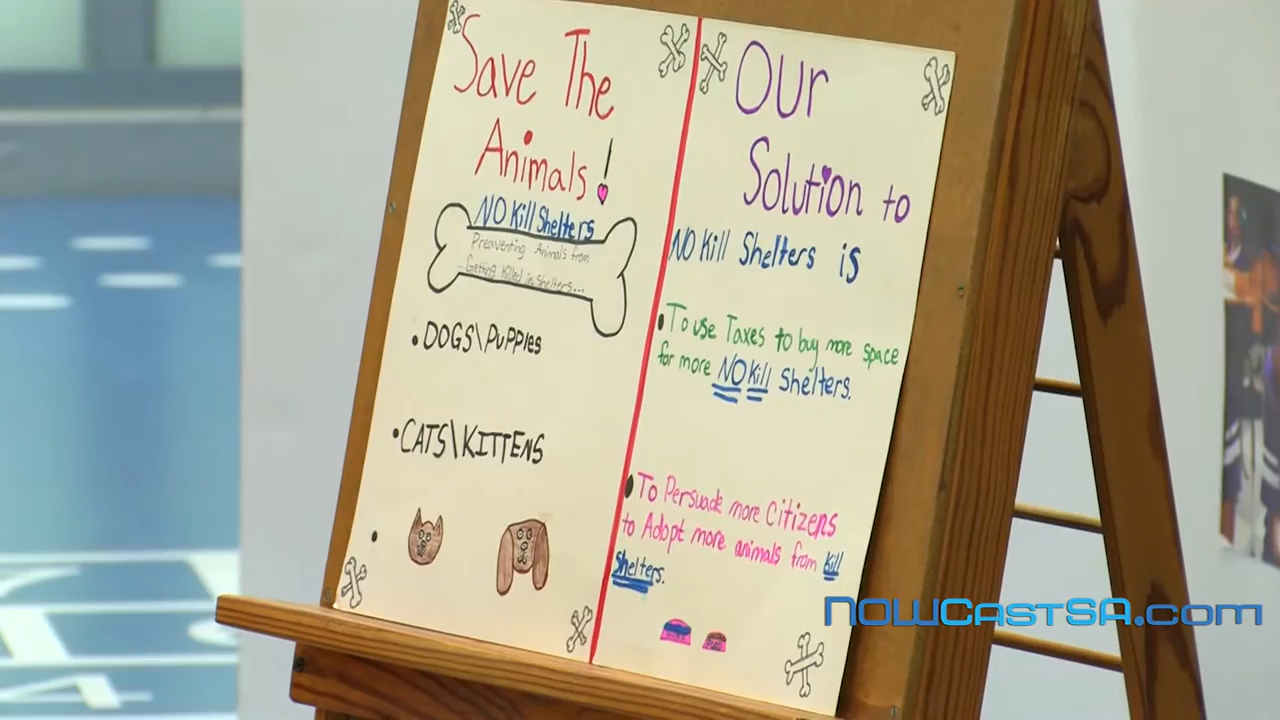 Save The
Animals!
NO Kill Shelters
Preaventing Animals from
Getting Killed in Shelters...
• DOGS\PUPPIES
• CATS\KITTENS
•
OUr
Solution to
NO Kill Shelters is
• To use Taxes to buy more space
for more NO Kill Shelters.
• To Persuade more Citizens
to Adopt more animals from Kill
Shelters.
NOWCastSA.com